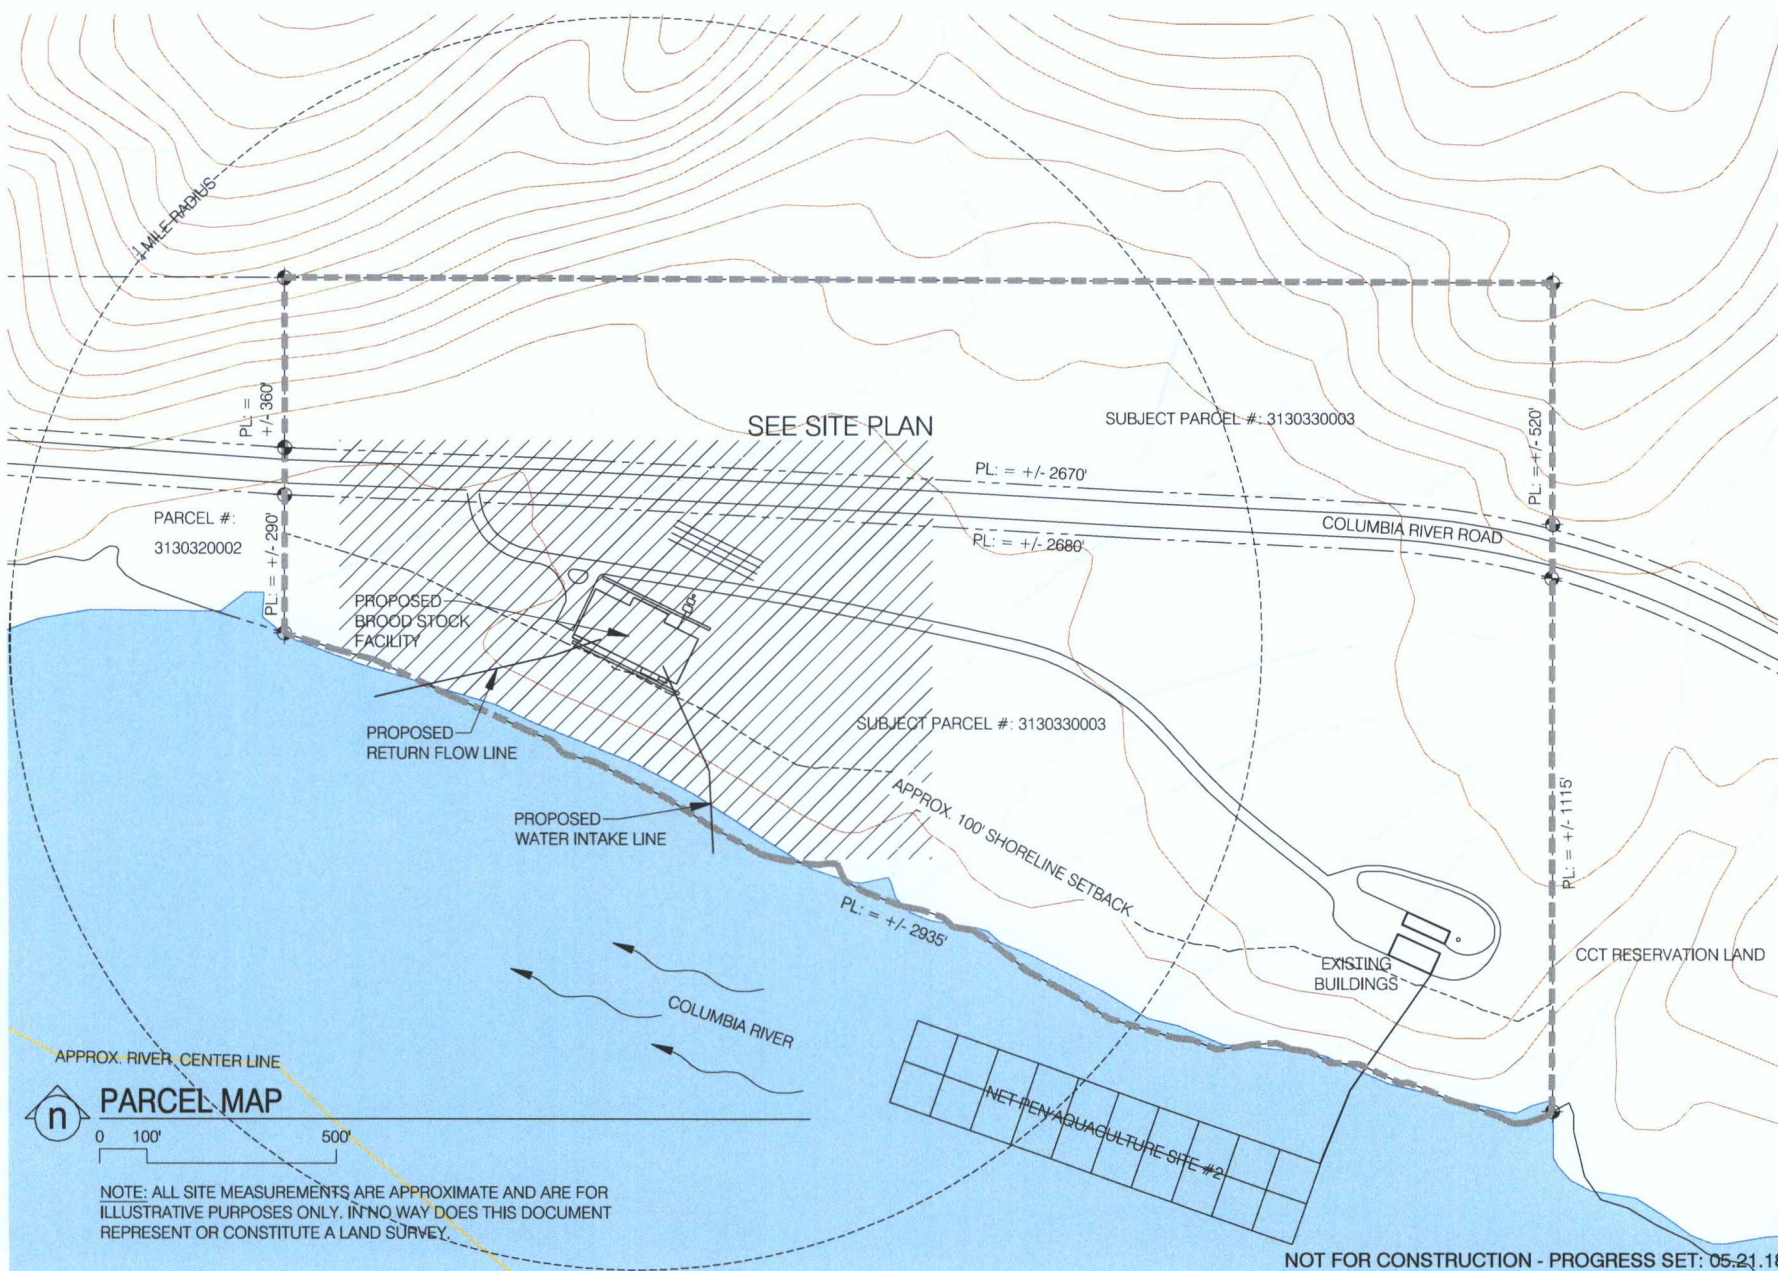 1/4 MILE RADIUS
PL: =
+/- 360'
SEE SITE PLAN
SUBJECT PARCEL #: 3130330003
PL: = +/- 520'
PL: = +/- 2670'
COLUMBIA RIVER ROAD
PL: = +/- 2680'
PARCEL #:
3130320002
PL: = +/- 290'
PROPOSED
BROOD STOCK
FACILITY
PROPOSED
RETURN FLOW LINE
SUBJECT PARCEL #: 3130330003
PROPOSED
WATER INTAKE LINE
APPROX. 100' SHORELINE SETBACK
PL: = +/- 1115'
PL: = +/- 2935'
EXISTING
BUILDINGS
CCT RESERVATION LAND
COLUMBIA RIVER
NET PEN AQUACULTURE SITE #2
APPROX. RIVER CENTER LINE
n
PARCEL MAP
0 100' 500'
NOTE: ALL SITE MEASUREMENTS ARE APPROXIMATE AND ARE FOR
ILLUSTRATIVE PURPOSES ONLY. IN NO WAY DOES THIS DOCUMENT
REPRESENT OR CONSTITUTE A LAND SURVEY.
NOT FOR CONSTRUCTION - PROGRESS SET: 05.21.18